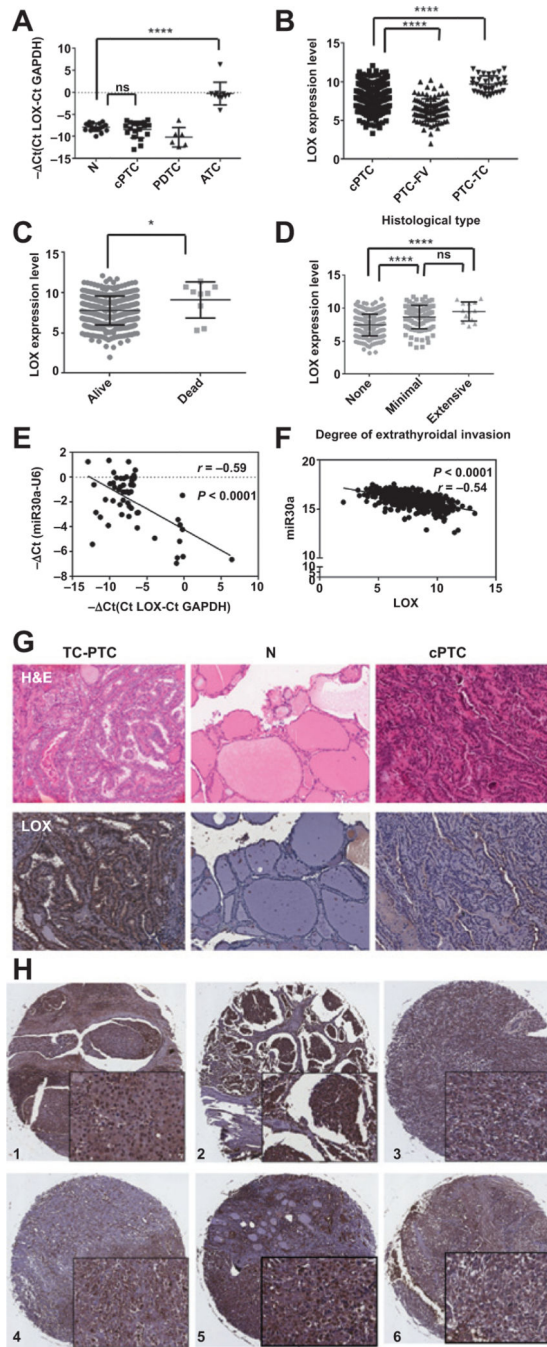 A
B
****
ns
–ΔCt(Ct LOX-Ct GAPDH)
10
5
0
–5
–10
–15
N
cPTC
PDTC
ATC
****
****
LOX expression level
15
10
5
0
cPTC
PTC-FV
PTC-TC
Histological type
C
D
*
LOX expression level
15
10
5
0
Alive
Dead
****
****
ns
LOX expression level
15
10
5
0
None
Minimal
Extensive
Degree of extrathyroidal invasion
E
F
–ΔCt (miR30a-U6)
2
0
–2
–4
–6
–8
r = –0.59
P < 0.0001
–15
–10
–5
0
5
10
–ΔCt(Ct LOX-Ct GAPDH)
miR30a
20
15
10
10
5
0
P < 0.0001
r = –0.54
0
5
10
15
LOX
G
TC-PTC
N
cPTC
H&E
LOX
H
1
2
3
4
5
6